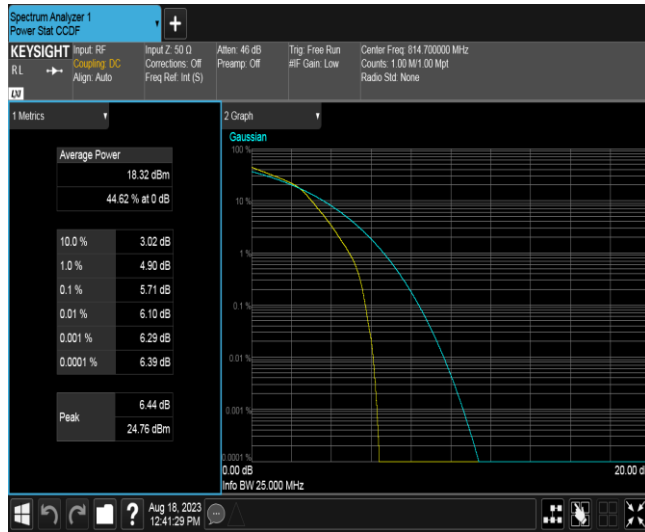 Spectrum Analyzer 1
Power Stat CCDF
+
KEYSIGHT
RL
LXI
Input: RF
Coupling: DC
Align: Auto
Input Z: 50 Ω
Corrections: Off
Freq Ref: Int (S)
Atten: 46 dB
Preamp: Off
Trig: Free Run
#IF Gain: Low
Center Freq: 814.700000 MHz
Counts: 1.00 M/1.00 Mpt
Radio Std: None
1 Metrics
Average Power
18.32 dBm
44.62 % at 0 dB
10.0 % 3.02 dB
1.0 % 4.90 dB
0.1 % 5.71 dB
0.01 % 6.10 dB
0.001 % 6.29 dB
0.0001 % 6.39 dB
Peak
6.44 dB
24.76 dBm
2 Graph
Gaussian
100 %
10 %
1 %
0.1 %
0.01 %
0.001 %
0.0001 %
0.00 dB
20.00 d
Info BW 25.000 MHz
?
Aug 18, 2023
12:41:29 PM